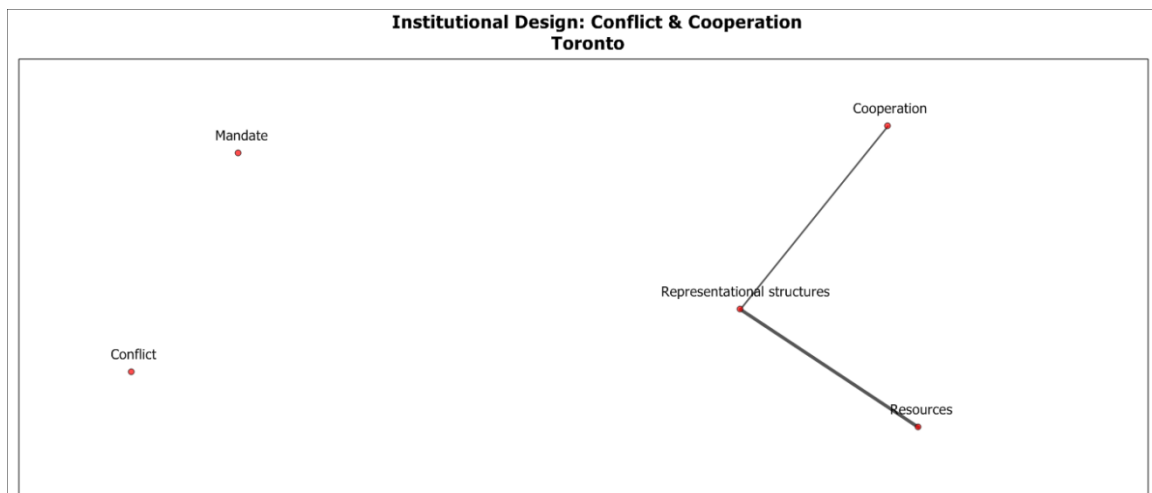 Institutional Design: Conflict & Cooperation
Toronto
Cooperation
Mandate
Representational structures
Conflict
Resources